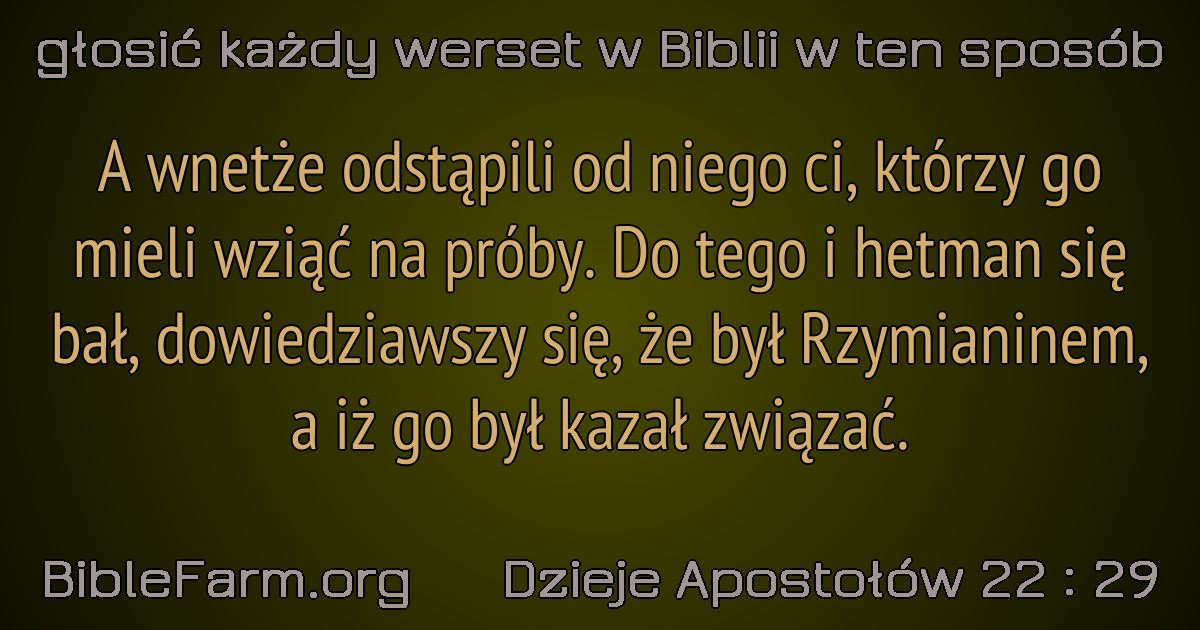 głosić każdy werset w Biblii w ten sposób
A wnetże odstąpili od niego ci, którzy go
mieli wziąć na próby. Do tego i hetman się
bał, dowiedziawszy się, że był Rzymianinem,
a iż go był kazał związać.
BibleFarm.org Dzieje Apostołów 22 : 29